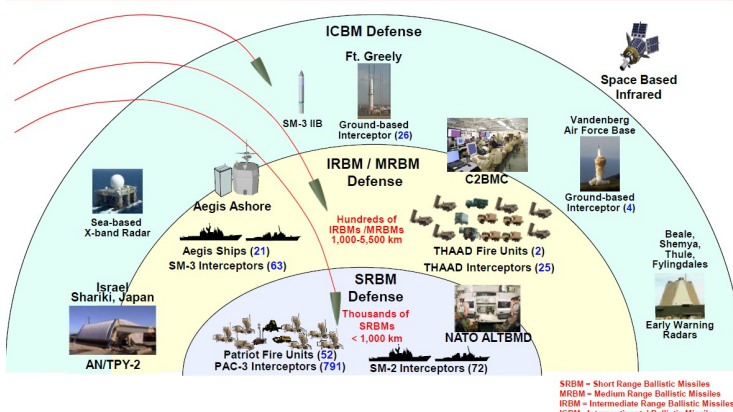 ICBM Defense
Ft. Greely
SM-3 IIB
Ground-based
Interceptor (26)
Space Based
Infrared
Vandenberg
Air Force Base
Ground-based
Interceptor (4)
IRBM / MRBM
Defense
C2BMC
Aegis Ashore
Sea-based
X-band Radar
Hundreds of
IRBMs /MRBMs
1,000-5,500 km
Aegis Ships (21)
SM-3 Interceptors (63)
THAAD Fire Units (2)
THAAD Interceptors (25)
Beale,
Shemya,
Thule,
Fylingdales
Early Warning
Radars
Israel
Shariki, Japan
AN/TPY-2
SRBM
Defense
Thousands of
SRBMs
< 1,000 km
NATO ALTBMD
Patriot Fire Units (52)
PAC-3 Interceptors (791)
SM-2 Interceptors (72)
SRBM = Short Range Ballistic Missiles
MRBM = Medium Range Ballistic Missiles
IRBM = Intermediate Range Ballistic Missiles